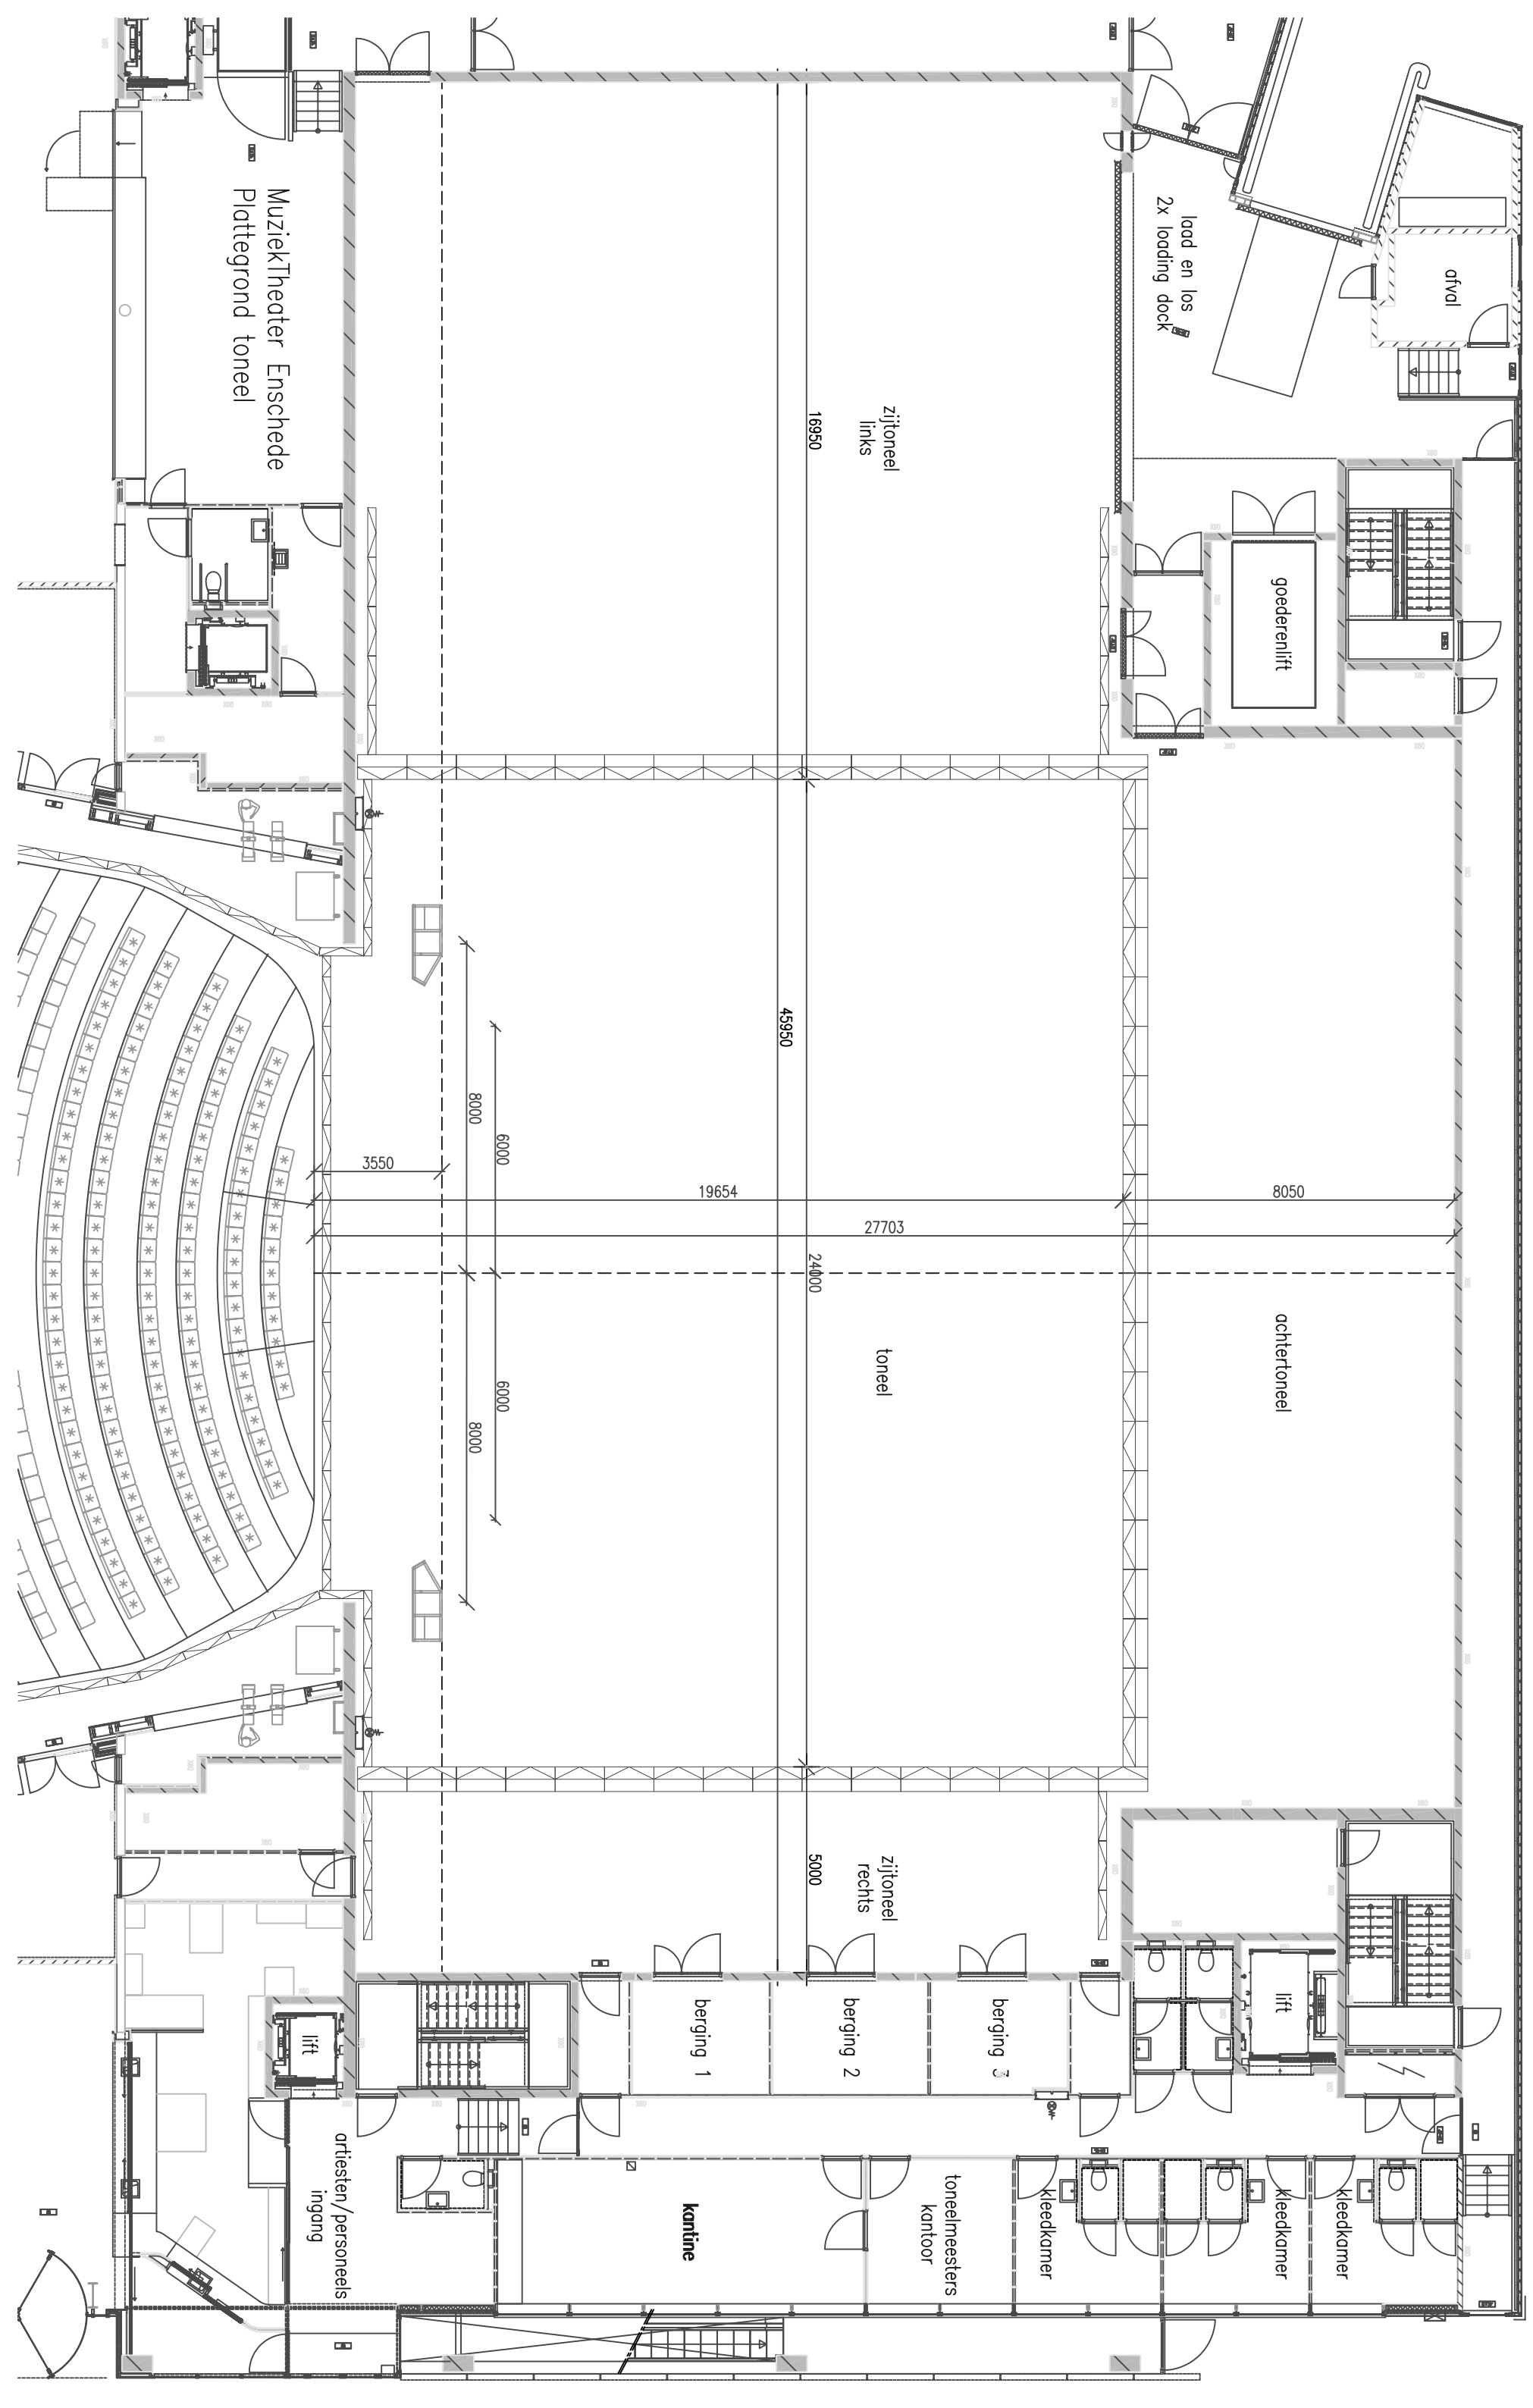 MuziekTheater Enschede
Plattegrond toneel
laad en los
2x loading dock
afval
zijtoneel
links
16950
goederenlift
45950
8000
6000
3550
19654
8050
27703
24000
toneel
achtertoneel
6000
8000
5000
zijtoneel
rechts
berging 1
berging 2
berging 3
lift
lift
artiesten/personeels
ingang
kantine
toneelmeesters
kantoor
kleedkamer
kleedkamer
kleedkamer